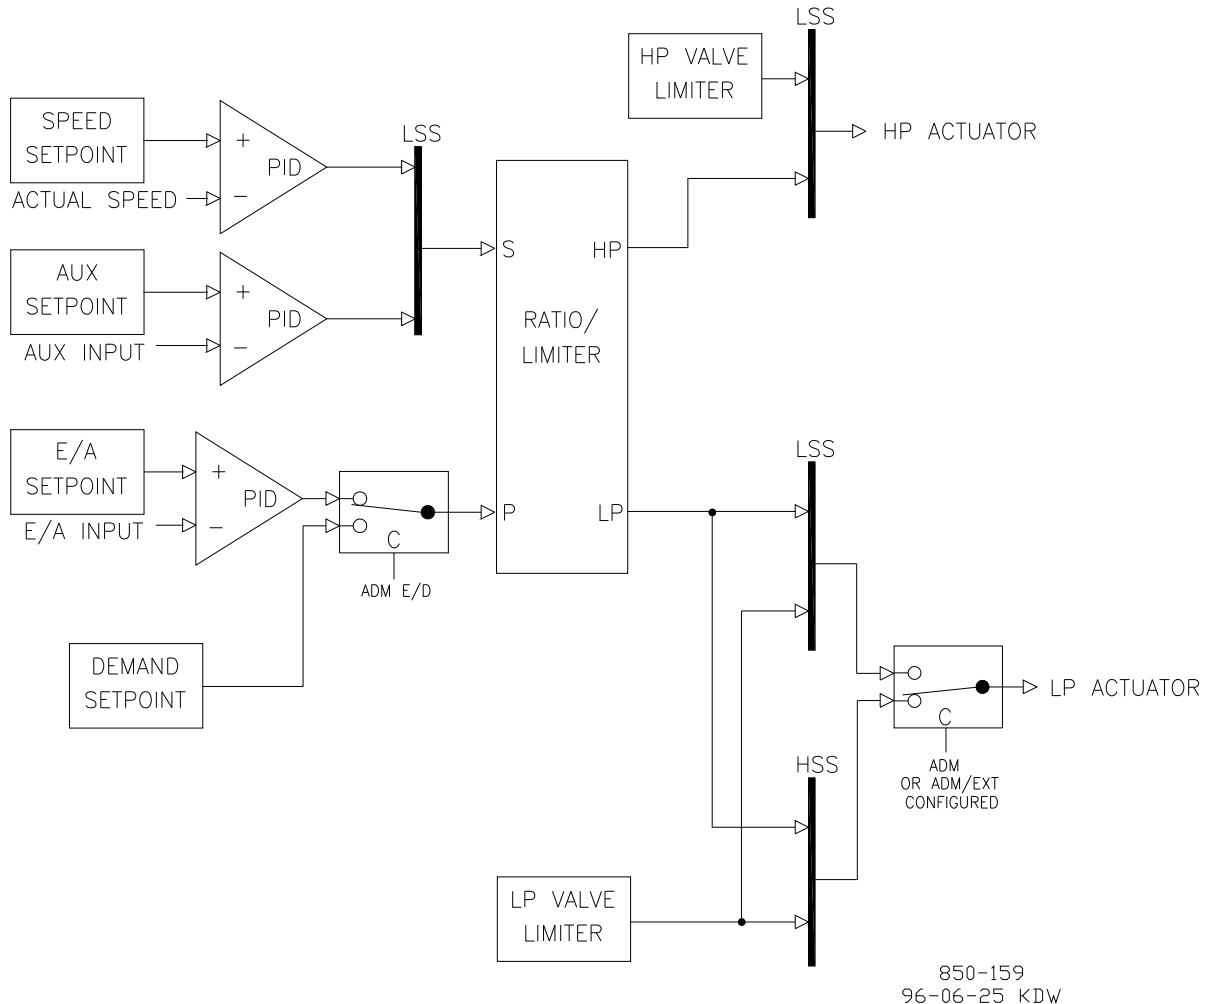 LSS
HP VALVE
LIMITER
HP ACTUATOR
SPEED
SETPOINT
+
PID
ACTUAL SPEED
−
LSS
AUX
SETPOINT
+
PID
AUX INPUT
−
S
HP
RATIO/
LIMITER
E/A
SETPOINT
+
PID
E/A INPUT
−
C
ADM E/D
P
LP
LSS
DEMAND
SETPOINT
LP ACTUATOR
C
ADM
OR ADM/EXT
CONFIGURED
HSS
LP VALVE
LIMITER
850-159
96-06-25 KDW